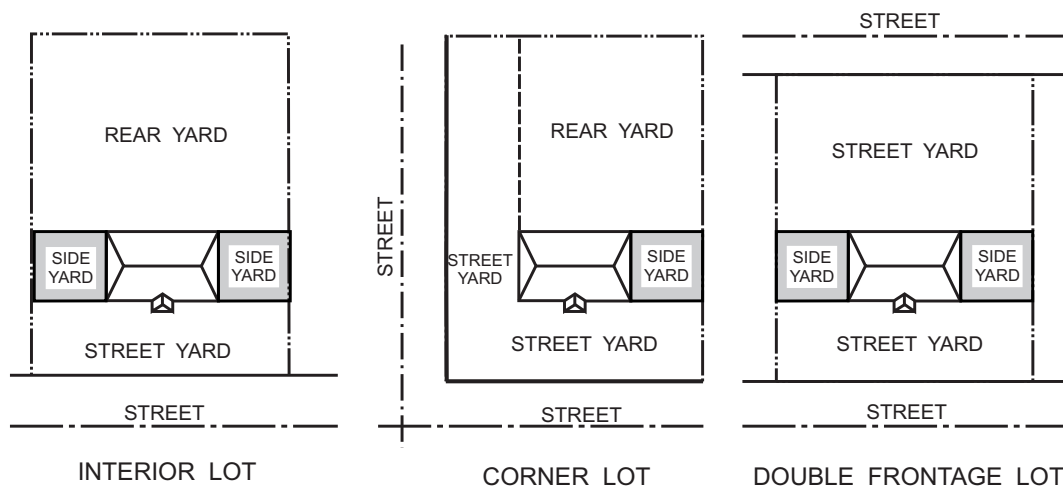 REAR YARD
SIDE
YARD
SIDE
YARD
STREET YARD
STREET
INTERIOR LOT
STREET
REAR YARD
STREET
YARD
SIDE
YARD
STREET YARD
STREET
CORNER LOT
STREET
STREET YARD
SIDE
YARD
SIDE
YARD
STREET YARD
STREET
DOUBLE FRONTAGE LOT